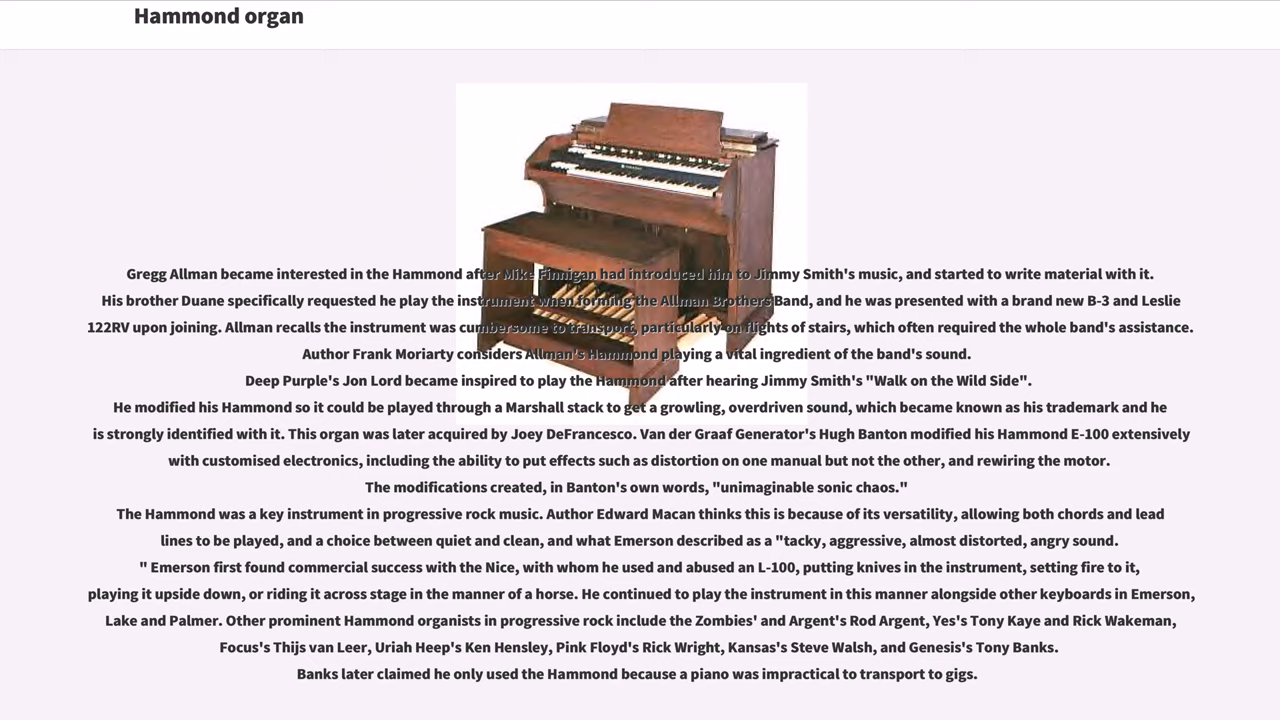 Hammond organ
Gregg Allman became interested in the Hammond after Mike Finnigan had introduced him to Jimmy Smith's music, and started to write material with it.
His brother Duane specifically requested he play the instrument when forming the Allman Brothers Band, and he was presented with a brand new B-3 and Leslie
122RV upon joining. Allman recalls the instrument was cumbersome to transport, particularly on flights of stairs, which often required the whole band's assistance.
Author Frank Moriarty considers Allman's Hammond playing a vital ingredient of the band's sound.
Deep Purple's Jon Lord became inspired to play the Hammond after hearing Jimmy Smith's "Walk on the Wild Side".
He modified his Hammond so it could be played through a Marshall stack to get a growling, overdriven sound, which became known as his trademark and he
is strongly identified with it. This organ was later acquired by Joey DeFrancesco. Van der Graaf Generator's Hugh Banton modified his Hammond E-100 extensively
with customised electronics, including the ability to put effects such as distortion on one manual but not the other, and rewiring the motor.
The modifications created, in Banton's own words, "unimaginable sonic chaos."
The Hammond was a key instrument in progressive rock music. Author Edward Macan thinks this is because of its versatility, allowing both chords and lead
lines to be played, and a choice between quiet and clean, and what Emerson described as a "tacky, aggressive, almost distorted, angry sound.
" Emerson first found commercial success with the Nice, with whom he used and abused an L-100, putting knives in the instrument, setting fire to it,
playing it upside down, or riding it across stage in the manner of a horse. He continued to play the instrument in this manner alongside other keyboards in Emerson,
Lake and Palmer. Other prominent Hammond organists in progressive rock include the Zombies' and Argent's Rod Argent, Yes's Tony Kaye and Rick Wakeman,
Focus's Thijs van Leer, Uriah Heep's Ken Hensley, Pink Floyd's Rick Wright, Kansas's Steve Walsh, and Genesis's Tony Banks.
Banks later claimed he only used the Hammond because a piano was impractical to transport to gigs.